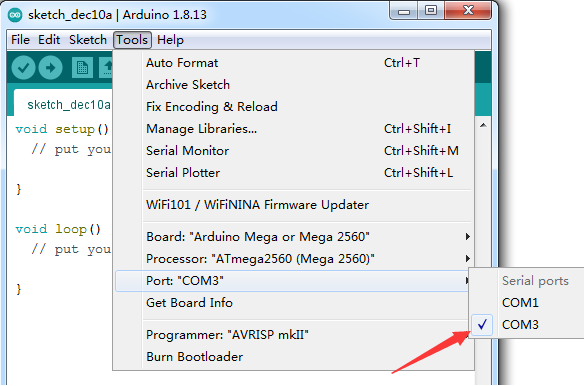 sketch_dec10a | Arduino 1.8.13
File Edit Sketch Tools Help
sketch_dec10a
void setup()
// put you
}
void loop()
// put you
}
Auto Format Ctrl+T
Archive Sketch
Fix Encoding & Reload
Manage Libraries... Ctrl+Shift+I
Serial Monitor Ctrl+Shift+M
Serial Plotter Ctrl+Shift+L
WiFi101 / WiFiNINA Firmware Updater
Board: "Arduino Mega or Mega 2560"
Processor: "ATmega2560 (Mega 2560)"
Port: "COM3"
Get Board Info
Programmer: "AVRISP mkII"
Burn Bootloader
Serial ports
COM1
COM3